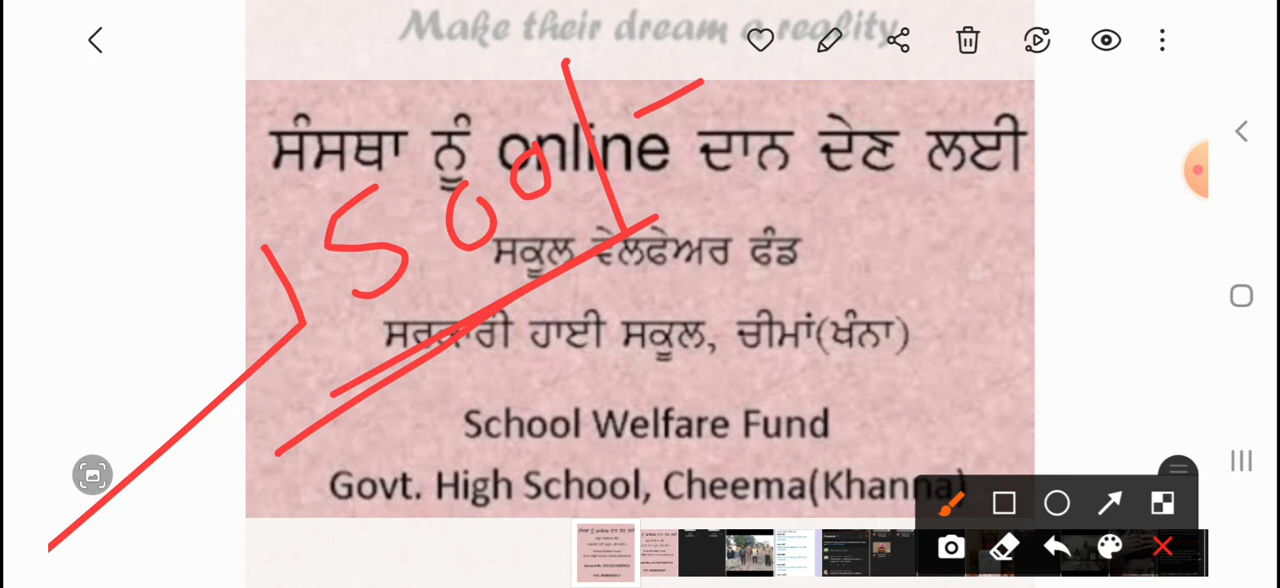 Make their dream a reality
ਸੰਸਥਾ ਨੂੰ online ਦਾਨ ਦੇਣ ਲਈ
1500/-
ਸਕੂਲ ਵੇਲਫੇਅਰ ਫੰਡ
ਸਰਕਾਰੀ ਹਾਈ ਸਕੂਲ, ਚੀਮਾਂ(ਖੰਨਾ)
School Welfare Fund
Govt. High School, Cheema(Khanna)